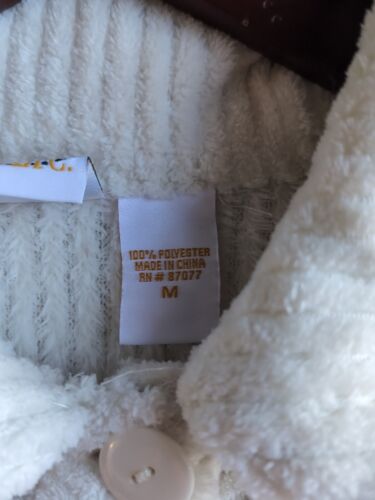 100% POLYESTER
MADE IN CHINA
RN # 87077
M